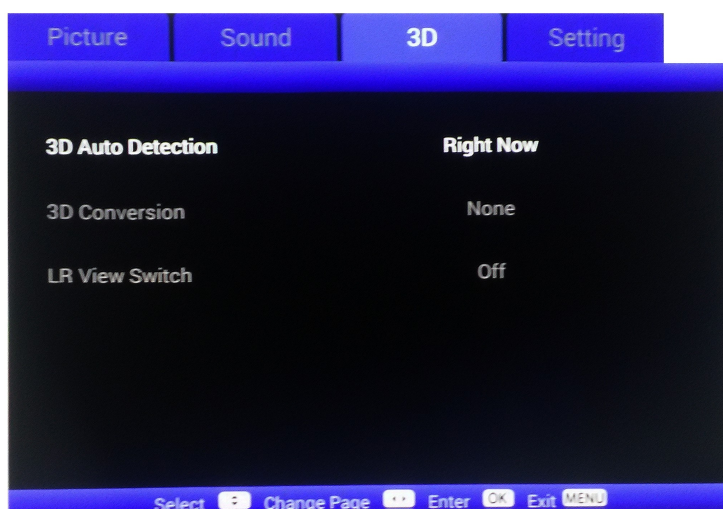 Picture Sound 3D Setting
3D Auto Detection Right Now
3D Conversion None
LR View Switch Off
Select Change Page Enter OK Exit MENU